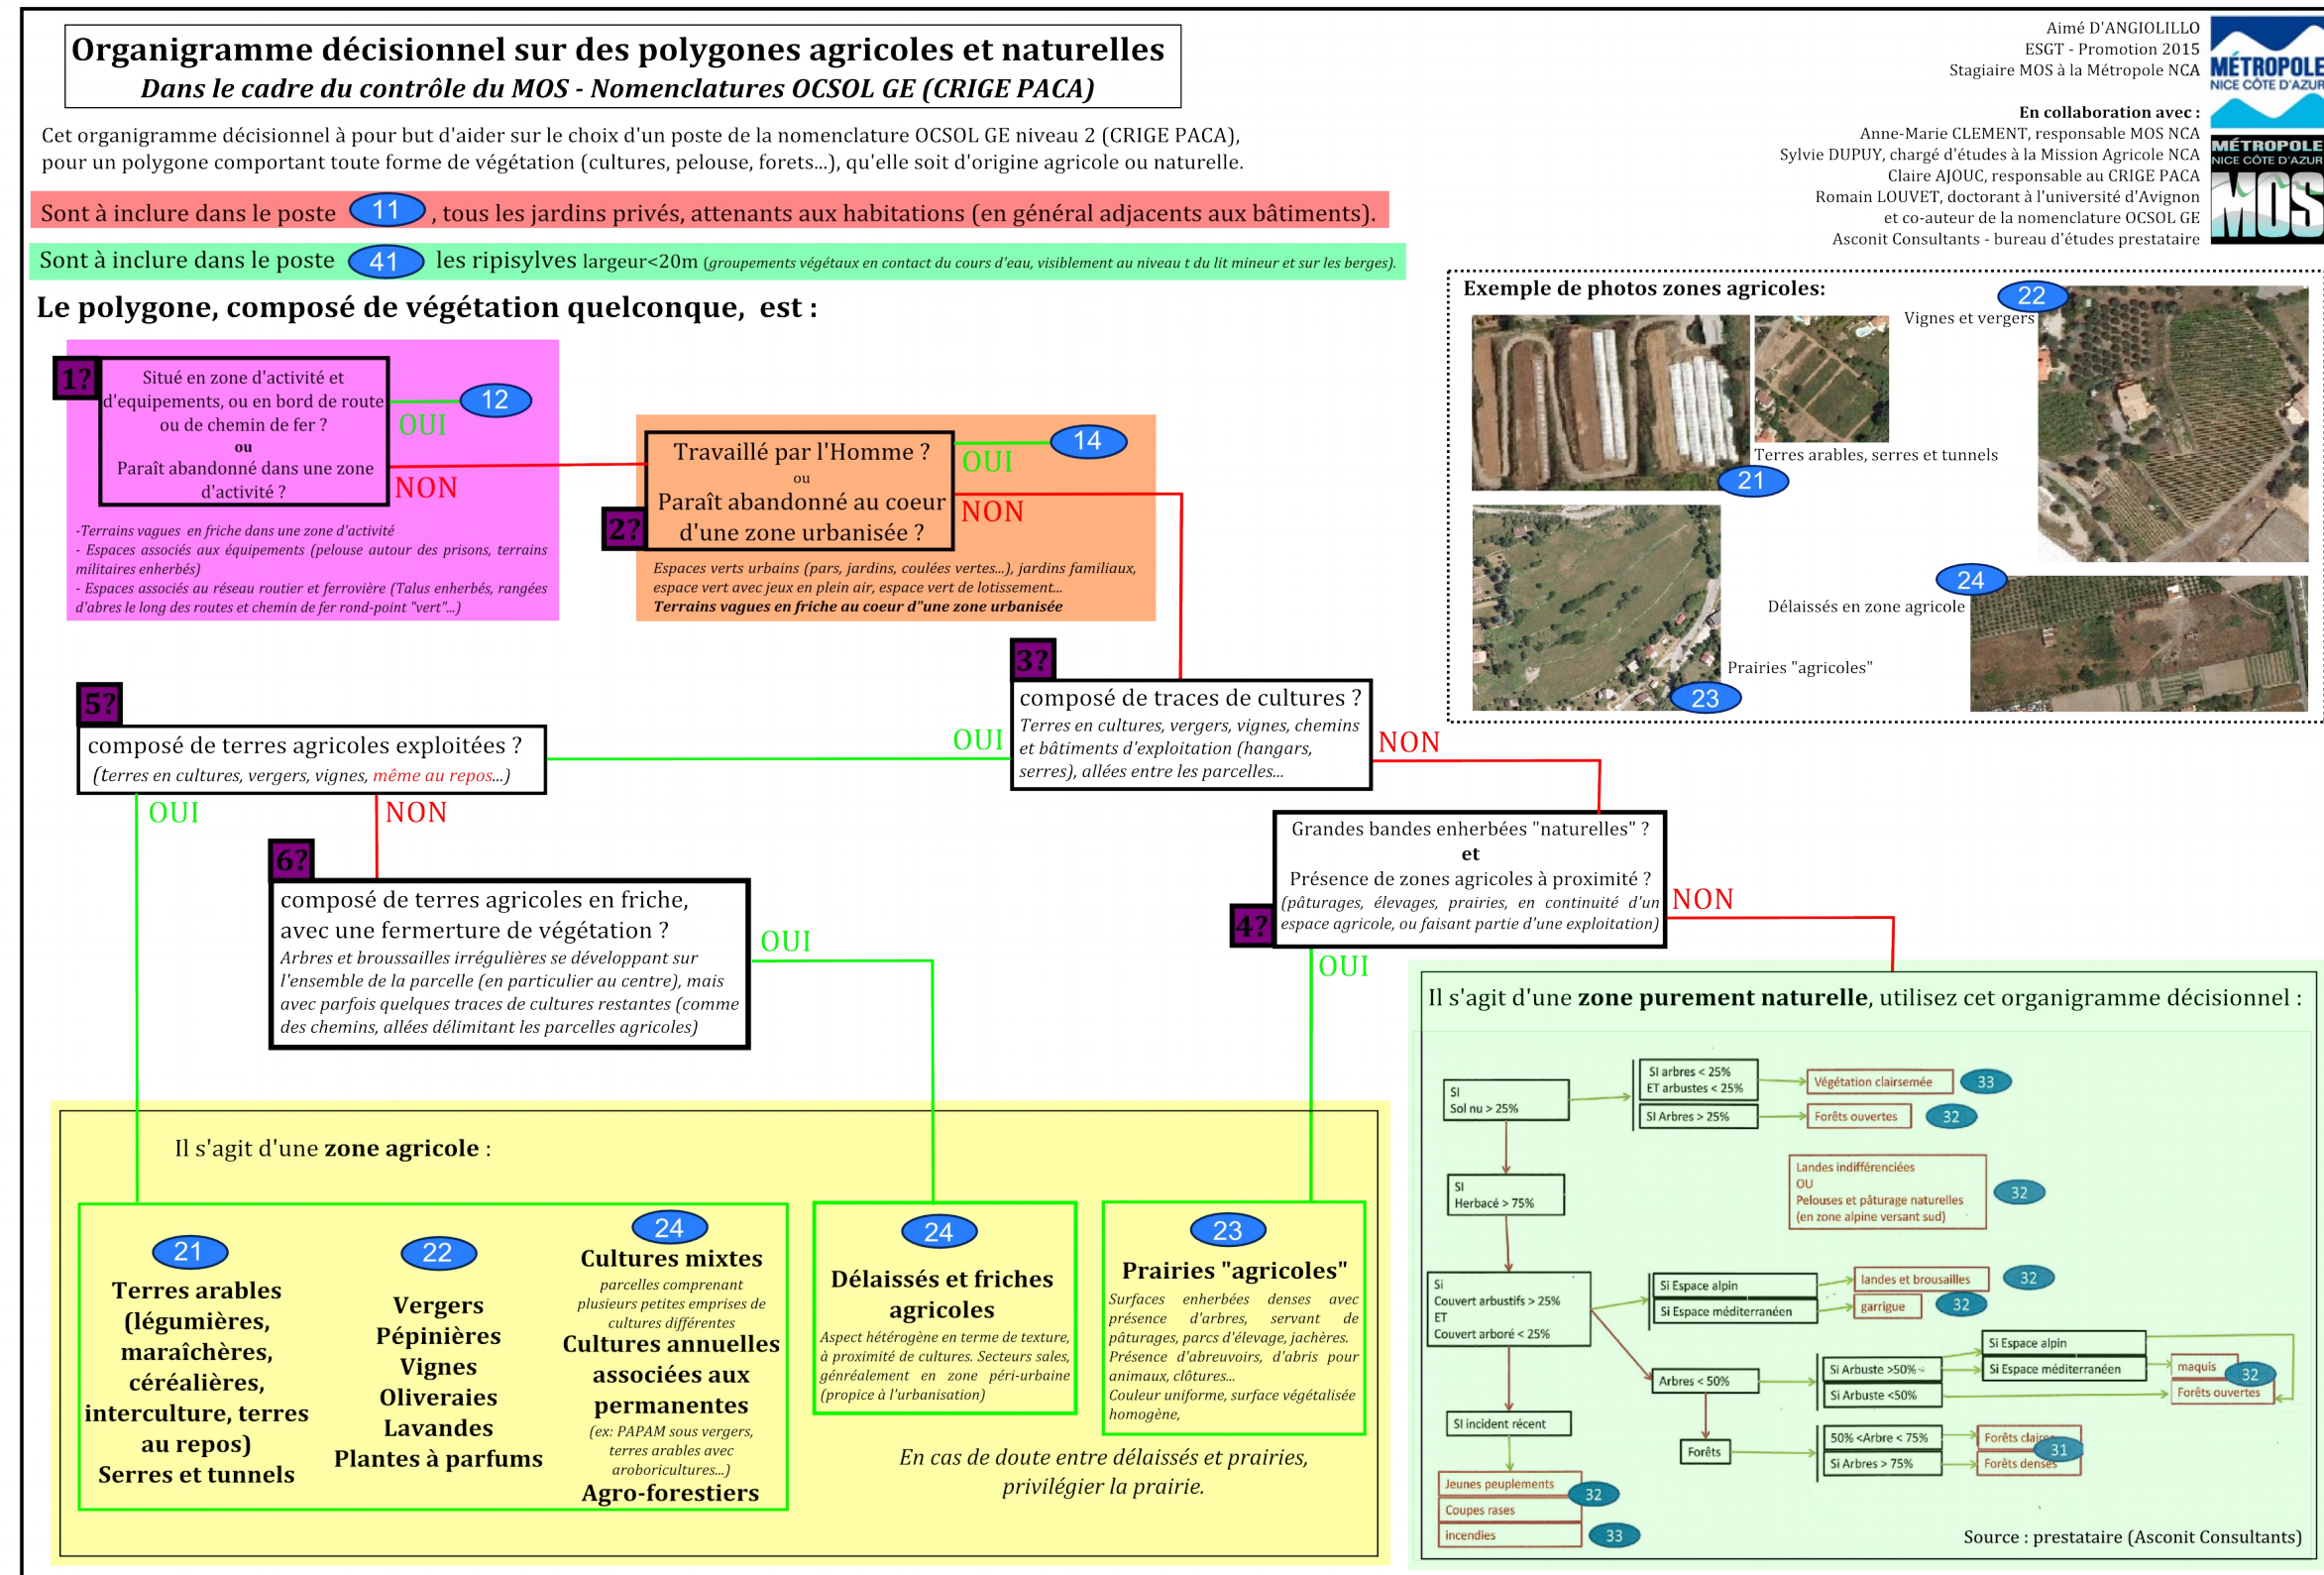 Organigramme décisionnel sur des polygones agricoles et naturelles
Dans le cadre du contrôle du MOS - Nomenclatures OCSOL GE (CRIGE PACA)
Aimé D'ANGIOLILLO
ESGT - Promotion 2015
Stagiaire MOS à la Métropole NCA
En collaboration avec :
Anne-Marie CLEMENT, responsable MOS NCA
Sylvie DUPUY, chargé d'études à la Mission Agricole NCA
Claire AJOUC, responsable au CRIGE PACA
Romain LOUVET, doctorant à l'université d'Avignon
et co-auteur de la nomenclature OCSOL GE
Asconit Consultants - bureau d'études prestataire
MÉTROPOLE
NICE CÔTE D'AZUR
MÉTROPOLE
NICE CÔTE D'AZUR
MOS
Cet organigramme décisionnel à pour but d'aider sur le choix d'un poste de la nomenclature OCSOL GE niveau 2 (CRIGE PACA),
pour un polygone comportant toute forme de végétation (cultures, pelouse, forets...), qu'elle soit d'origine agricole ou naturelle.
Sont à inclure dans le poste 11 , tous les jardins privés, attenants aux habitations (en général adjacents aux bâtiments).
Sont à inclure dans le poste 41 les ripisylves largeur<20m (groupements végétaux en contact du cours d'eau, visiblement au niveau t du lit mineur et sur les berges).
Le polygone, composé de végétation quelconque, est :
1?
Situé en zone d'activité et
d'equipements, ou en bord de route
ou de chemin de fer ?
ou
Paraît abandonné dans une zone
d'activité ?
OUI
12
NON
-Terrains vagues en friche dans une zone d'activité
- Espaces associés aux équipements (pelouse autour des prisons, terrains
militaires enherbés)
- Espaces associés au réseau routier et ferrovière (Talus enherbés, rangées
d'abres le long des routes et chemin de fer rond-point "vert"...)
2?
Travaillé par l'Homme ?
ou
Paraît abandonné au coeur
d'une zone urbanisée ?
OUI
14
NON
Espaces verts urbains (pars, jardins, coulées vertes...), jardins familiaux,
espace vert avec jeux en plein air, espace vert de lotissement...
Terrains vagues en friche au coeur d"une zone urbanisée
Exemple de photos zones agricoles:
22
Vignes et vergers
Terres arables, serres et tunnels
21
24
Délaissés en zone agricole
Prairies "agricoles"
23
3?
composé de traces de cultures ?
Terres en cultures, vergers, vignes, chemins
et bâtiments d'exploitation (hangars,
serres), allées entre les parcelles...
OUI
NON
5?
composé de terres agricoles exploitées ?
(terres en cultures, vergers, vignes, même au repos...)
OUI
NON
4?
Grandes bandes enherbées "naturelles" ?
et
Présence de zones agricoles à proximité ?
(pâturages, élevages, prairies, en continuité d'un
espace agricole, ou faisant partie d'une exploitation)
NON
OUI
6?
composé de terres agricoles en friche,
avec une fermerture de végétation ?
Arbres et broussailles irrégulières se développant sur
l'ensemble de la parcelle (en particulier au centre), mais
avec parfois quelques traces de cultures restantes (comme
des chemins, allées délimitant les parcelles agricoles)
OUI
Il s'agit d'une zone agricole :
21
Terres arables
(légumières,
maraîchères,
céréalières,
interculture, terres
au repos)
Serres et tunnels
22
Vergers
Pépinières
Vignes
Oliveraies
Lavandes
Plantes à parfums
24
Cultures mixtes
parcelles comprenant
plusieurs petites emprises de
cultures différentes
Cultures annuelles
associées aux
permanentes
(ex: PAPAM sous vergers,
terres arables avec
aroboricultures...)
Agro-forestiers
24
Délaissés et friches
agricoles
Aspect hétérogène en terme de texture,
à proximité de cultures. Secteurs sales,
génréalement en zone péri-urbaine
(propice à l'urbanisation)
23
Prairies "agricoles"
Surfaces enherbées denses avec
présence d'arbres, servant de
pâturages, parcs d'élevage, jachères.
Présence d'abreuvoirs, d'abris pour
animaux, clôtures...
Couleur uniforme, surface végétalisée
homogène,
En cas de doute entre délaissés et prairies,
privilégier la prairie.
Il s'agit d'une zone purement naturelle, utilisez cet organigramme décisionnel :
SI
Sol nu > 25%
SI arbres < 25%
ET arbustes < 25%
Végétation clairsemée
33
SI Arbres > 25%
Forêts ouvertes
32
SI
Herbacé > 75%
Landes indifférenciées
OU
Pelouses et pâturage naturelles
(en zone alpine versant sud)
32
Si
Couvert arbustifs > 25%
ET
Couvert arboré < 25%
Si Espace alpin
landes et brousailles
32
Si Espace méditerranéen
garrigue
32
Arbres < 50%
Si Arbuste >50%
Si Espace alpin
Si Espace méditerranéen
maquis
32
Si Arbuste <50%
Forêts ouvertes
SI incident récent
Forêts
50% <Arbre < 75%
Forêts
31
Si Arbres > 75%
Forêts denses
Jeunes peuplements
32
Coupes rases
incendies
33
Source : prestataire (Asconit Consultants)